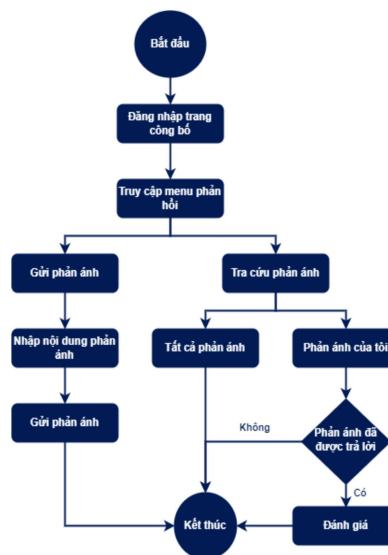 Bắt đầu
Đăng nhập trang
công bố
Truy cập menu phản
hồi
Gửi phản ánh
Tra cứu phản ánh
Nhập nội dung phản
ánh
Tất cả phản ánh
Phản ánh của tôi
Gửi phản ánh
Không
Phản ánh đã
được trả lời
Có
Kết thúc
Đánh giá